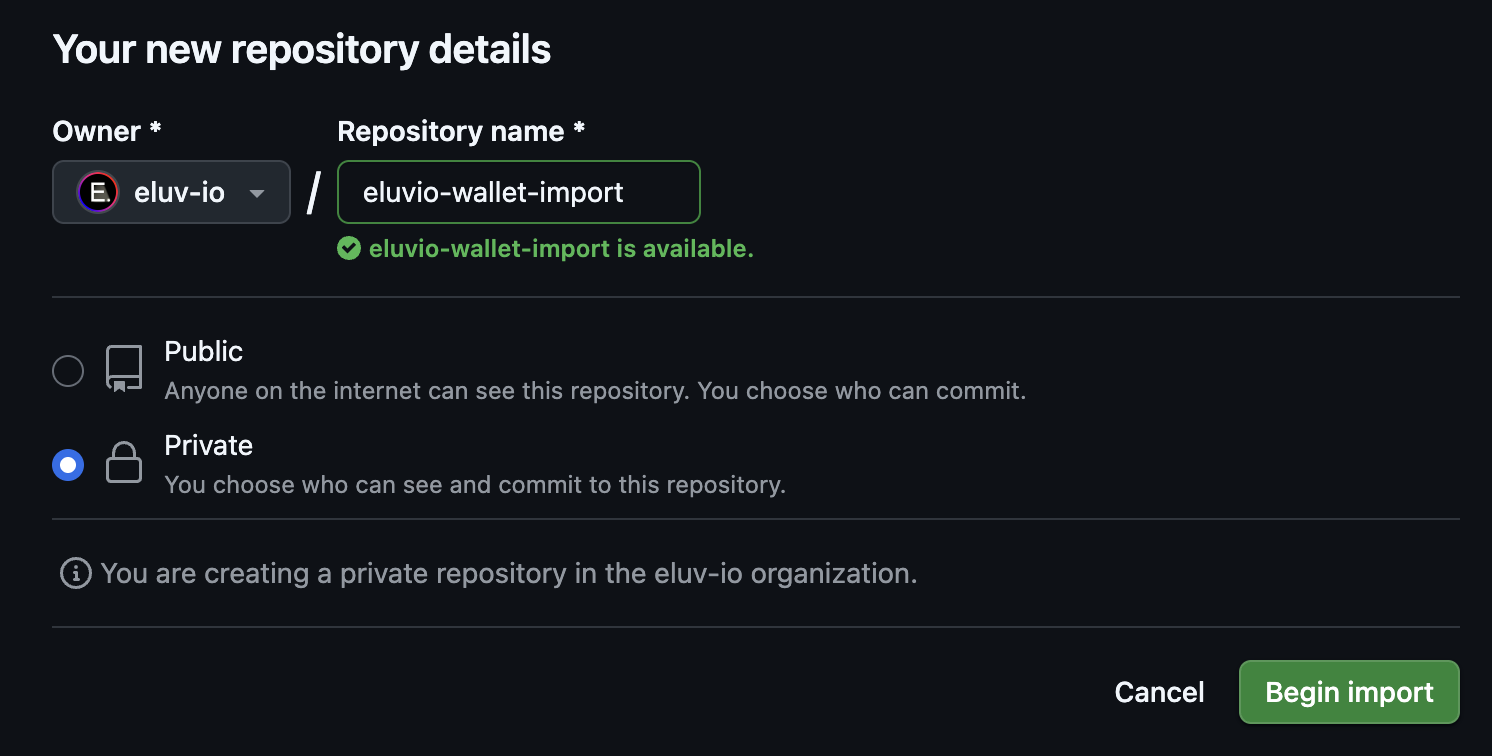 Your new repository details
Owner *
Repository name *
E. eluv-io
/
eluvio-wallet-import
eluvio-wallet-import is available.
Public
Anyone on the internet can see this repository. You choose who can commit.
Private
You choose who can see and commit to this repository.
You are creating a private repository in the eluv-io organization.
Cancel
Begin import